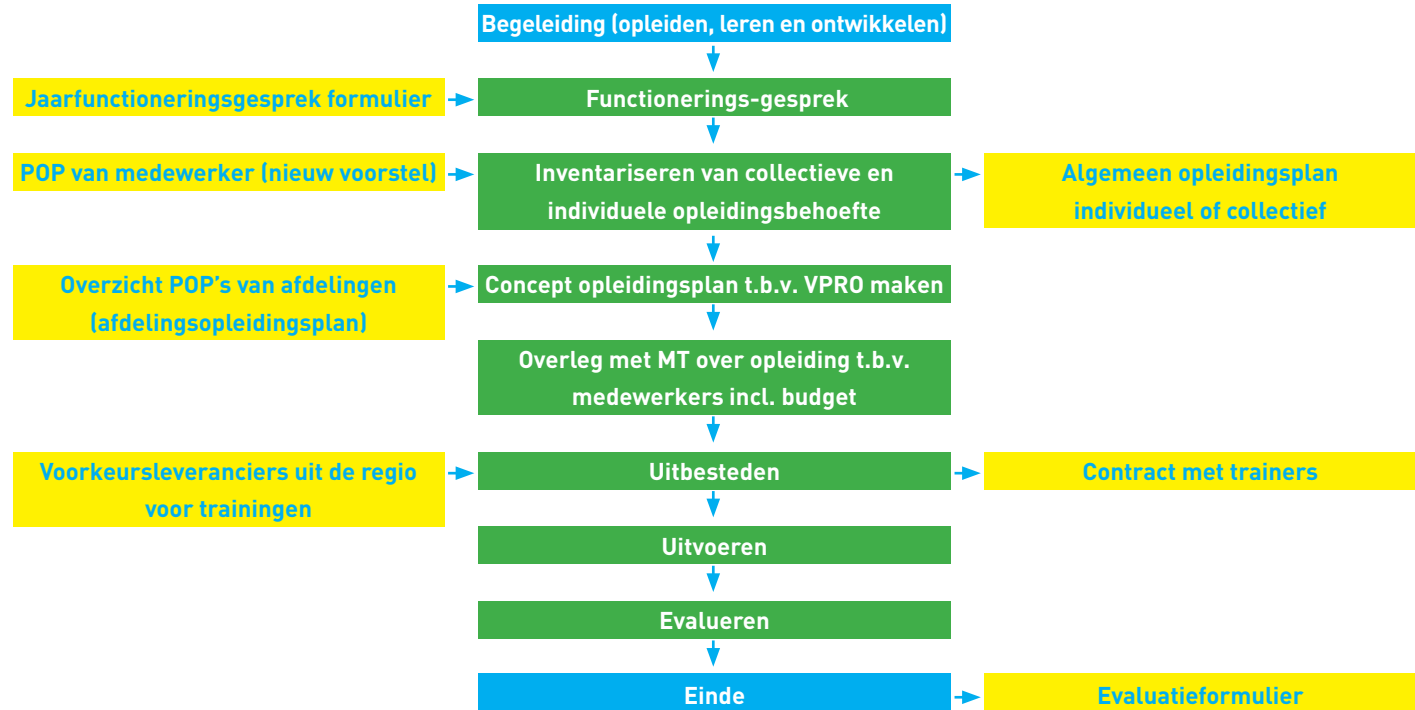 Begeleiding (opleiden, leren en ontwikkelen)
Jaarfunctioneringsgesprek formulier
Functionerings-gesprek
POP van medewerker (nieuw voorstel)
Inventariseren van collectieve en
individuele opleidingsbehoefte
Algemeen opleidingsplan
individueel of collectief
Overzicht POP's van afdelingen
(afdelingsopleidingsplan)
Concept opleidingsplan t.b.v. VPRO maken
Overleg met MT over opleiding t.b.v.
medewerkers incl. budget
Voorkeursleveranciers uit de regio
voor trainingen
Uitbesteden
Contract met trainers
Uitvoeren
Evalueren
Einde
Evaluatieformulier